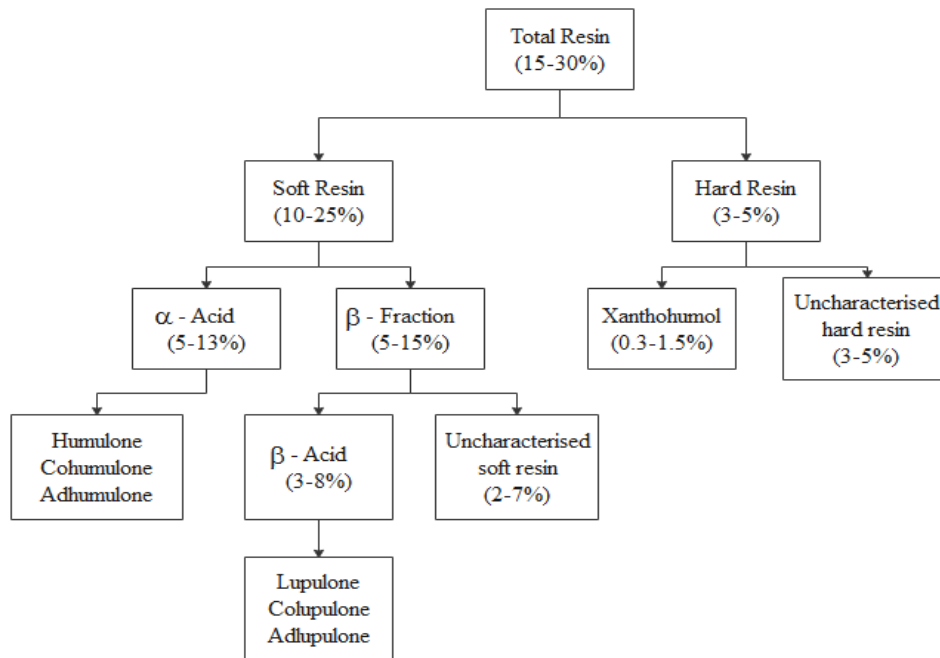 Total Resin
(15-30%)
Soft Resin
(10-25%)
Hard Resin
(3-5%)
α - Acid
(5-13%)
β - Fraction
(5-15%)
Xanthohumol
(0.3-1.5%)
Uncharacterised
hard resin
(3-5%)
Humulone
Cohumulone
Adhumulone
β - Acid
(3-8%)
Uncharacterised
soft resin
(2-7%)
Lupulone
Colupulone
Adlupulone